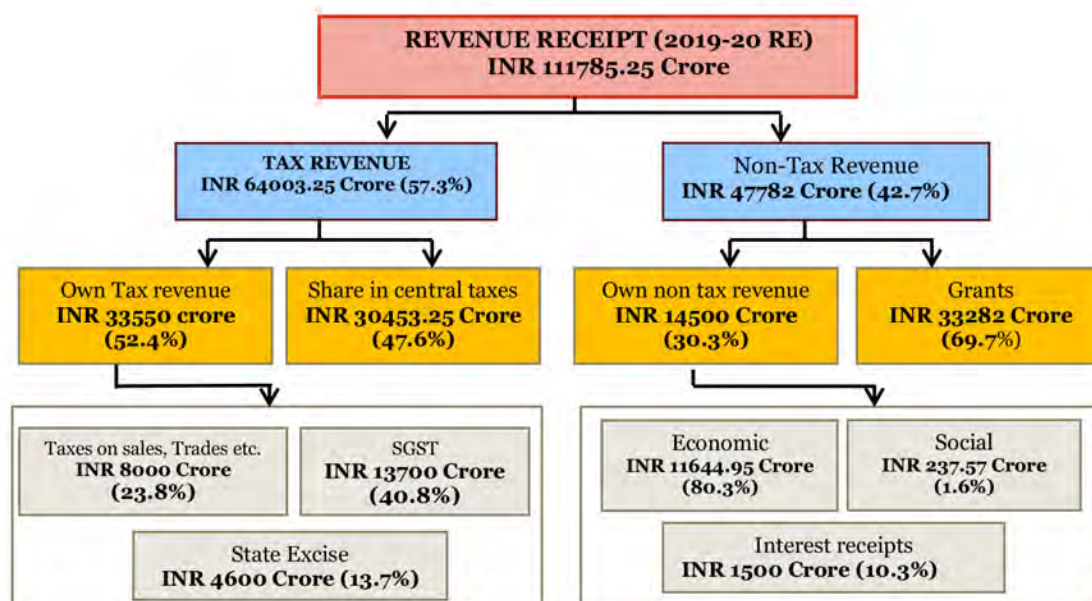 REVENUE RECEIPT (2019-20 RE)
INR 111785.25 Crore
TAX REVENUE
INR 64003.25 Crore (57.3%)
Non-Tax Revenue
INR 47782 Crore (42.7%)
Own Tax revenue
INR 33550 crore
(52.4%)
Share in central taxes
INR 30453.25 Crore
(47.6%)
Own non tax revenue
INR 14500 Crore
(30.3%)
Grants
INR 33282 Crore
(69.7%)
Taxes on sales, Trades etc.
INR 8000 Crore
(23.8%)
SGST
INR 13700 Crore
(40.8%)
State Excise
INR 4600 Crore (13.7%)
Economic
INR 11644.95 Crore
(80.3%)
Social
INR 237.57 Crore
(1.6%)
Interest receipts
INR 1500 Crore (10.3%)